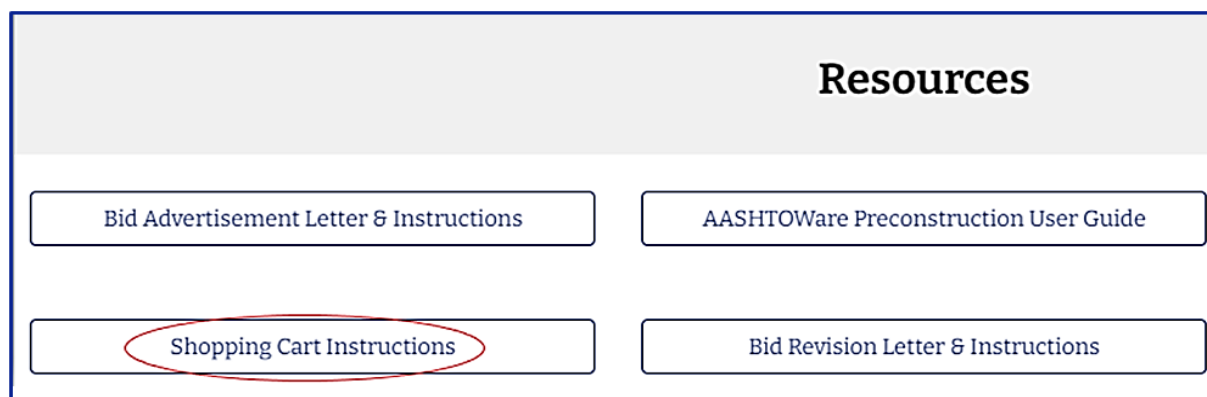 Resources
Bid Advertisement Letter & Instructions
AASHTOWare Preconstruction User Guide
Shopping Cart Instructions
Bid Revision Letter & Instructions